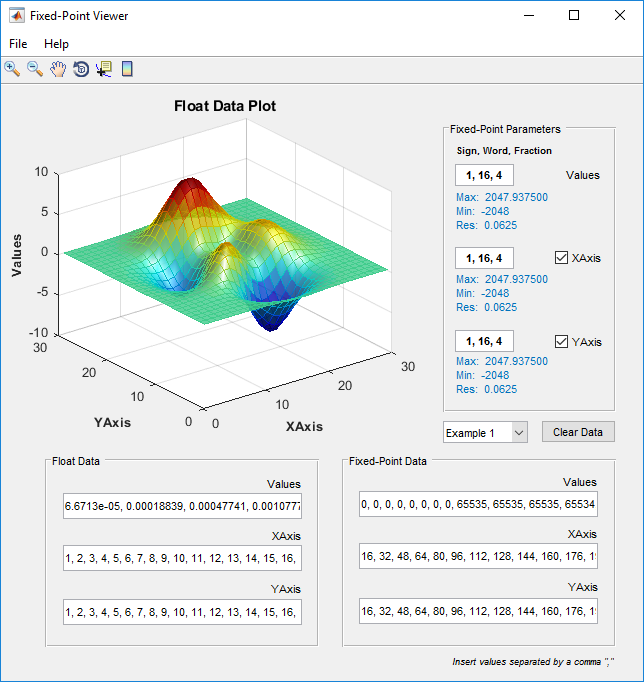 Fixed-Point Viewer
File Help
Float Data Plot
Values
10
5
0
-5
-10
30
20
10
0
YAxis
0
10
20
30
XAxis
Fixed-Point Parameters
Sign, Word, Fraction
1, 16, 4 Values
Max: 2047.937500
Min: -2048
Res: 0.0625
1, 16, 4 XAxis
Max: 2047.937500
Min: -2048
Res: 0.0625
1, 16, 4 YAxis
Max: 2047.937500
Min: -2048
Res: 0.0625
Example 1 Clear Data
Float Data
Values
6.6713e-05, 0.00018839, 0.00047741, 0.0010777
XAxis
1, 2, 3, 4, 5, 6, 7, 8, 9, 10, 11, 12, 13, 14, 15, 16,
YAxis
1, 2, 3, 4, 5, 6, 7, 8, 9, 10, 11, 12, 13, 14, 15, 16,
Fixed-Point Data
Values
0, 0, 0, 0, 0, 0, 0, 0, 65535, 65535, 65535, 65534
XAxis
16, 32, 48, 64, 80, 96, 112, 128, 144, 160, 176, 1
YAxis
16, 32, 48, 64, 80, 96, 112, 128, 144, 160, 176, 1
Insert values separated by a comma ","